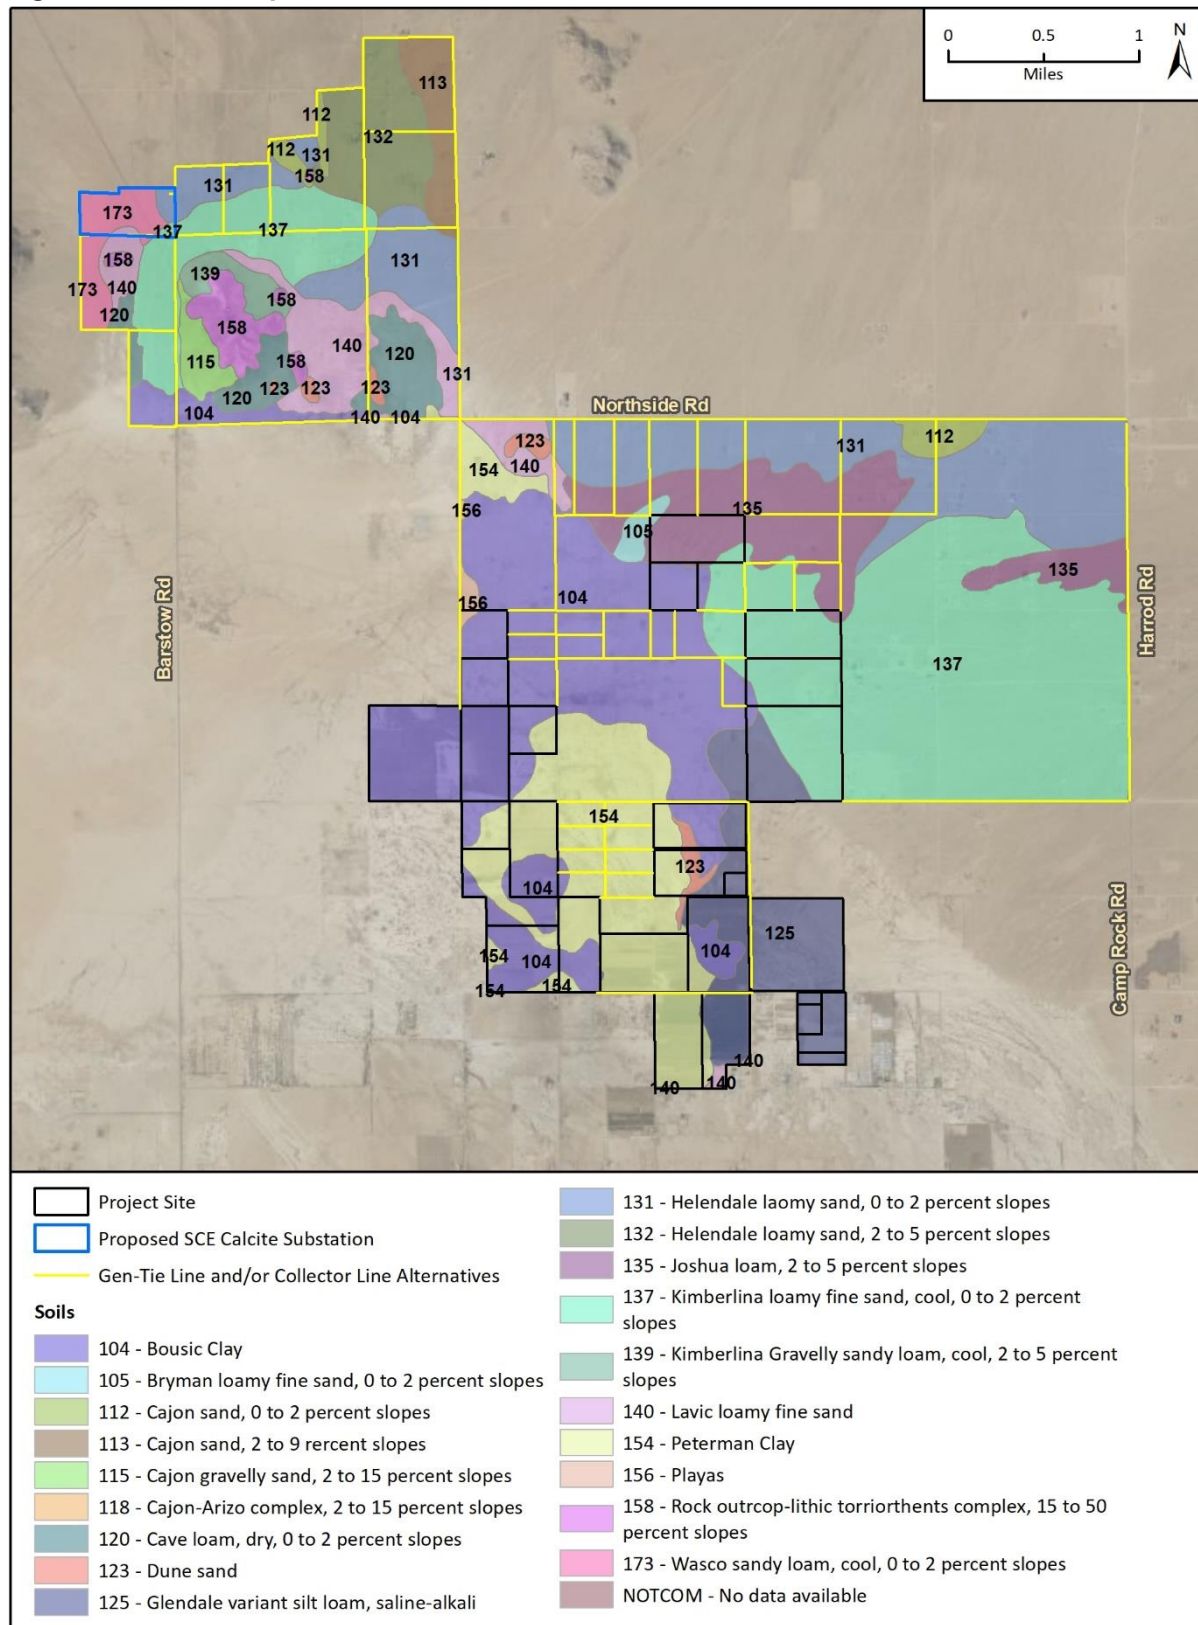 0 0.5 1
Miles
N
113
112
132
112
131
158
131
173
137
137
158
139
131
173
140
158
120
158
140
120
115
158
123
123
123
131
120
104
140
104
Northside Rd
123
112
131
154
140
156
135
105
135
156
104
Barstow Rd
Harrod Rd
137
154
123
104
125
104
154
104
154
154
Camp Rock Rd
140
140
140
Project Site
Proposed SCE Calcite Substation
Gen-Tie Line and/or Collector Line Alternatives
Soils
104 - Bousic Clay
105 - Bryman loamy fine sand, 0 to 2 percent slopes
112 - Cajon sand, 0 to 2 percent slopes
113 - Cajon sand, 2 to 9 rercent slopes
115 - Cajon gravelly sand, 2 to 15 percent slopes
118 - Cajon-Arizo complex, 2 to 15 percent slopes
120 - Cave loam, dry, 0 to 2 percent slopes
123 - Dune sand
125 - Glendale variant silt loam, saline-alkali
131 - Helendale laomy sand, 0 to 2 percent slopes
132 - Helendale loamy sand, 2 to 5 percent slopes
135 - Joshua loam, 2 to 5 percent slopes
137 - Kimberlina loamy fine sand, cool, 0 to 2 percent
slopes
139 - Kimberlina Gravelly sandy loam, cool, 2 to 5 percent
slopes
140 - Lavic loamy fine sand
154 - Peterman Clay
156 - Playas
158 - Rock outrcop-lithic torriorthents complex, 15 to 50
percent slopes
173 - Wasco sandy loam, cool, 0 to 2 percent slopes
NOTCOM - No data available